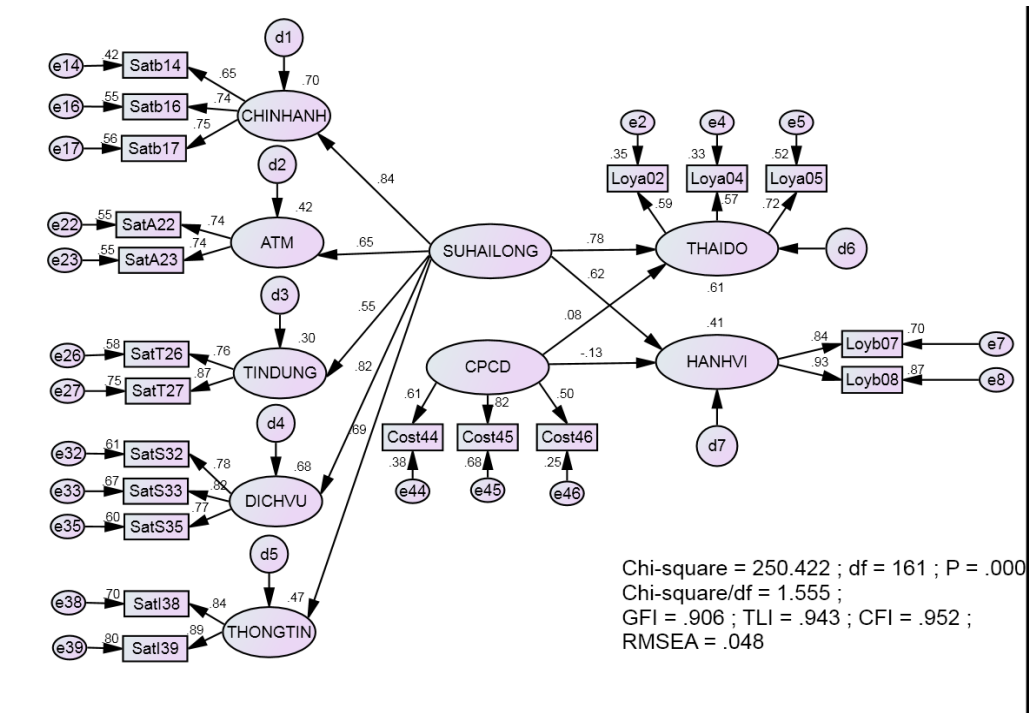 d1
e14 .42 Satb14 .65 .70
e16 .55 Satb16 .74 CHINHANH
e17 .56 Satb17 .75
d2
.84
e22 .55 SatA22 .74 .42
ATM
e23 .55 SatA23 .74 .65
d3
.55
e26 .58 SatT26 .76 .30
TINDUNG
e27 .75 SatT27 .87 .82
d4
.69
e32 .61 SatS32 .78 .68
e33 .67 SatS33 .82 DICHVU
e35 .60 SatS35 .77
d5
e38 .70 SatI38 .84 .47
THONGTIN
e39 .80 SatI39 .89
SUHAILONG .78
.62
.08
CPCD -.13
.61 .82 .50
Cost44 Cost45 Cost46
.38 .68 .25
e44 e45 e46
e2 e4 e5
.35 .33 .52
Loya02 Loya04 Loya05
.59 .57 .72
THAIDO d6
.61
.41
HANHVI .84 Loyb07 .70 e7
.93 Loyb08 .87 e8
d7
Chi-square = 250.422 ; df = 161 ; P = .000
Chi-square/df = 1.555 ;
GFI = .906 ; TLI = .943 ; CFI = .952 ;
RMSEA = .048